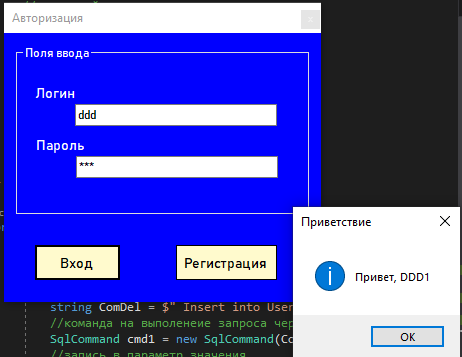 Авторизация
Поля ввода
Логин
ddd
Пароль
***
Вход
Регистрация
Приветствие
Привет, DDD1
OK
string ComDel = $" Insert into User
//команда на выполенеие запроса чер
SqlCommand cmd1 = new SqlCommand(Co
//запись в параметр значения